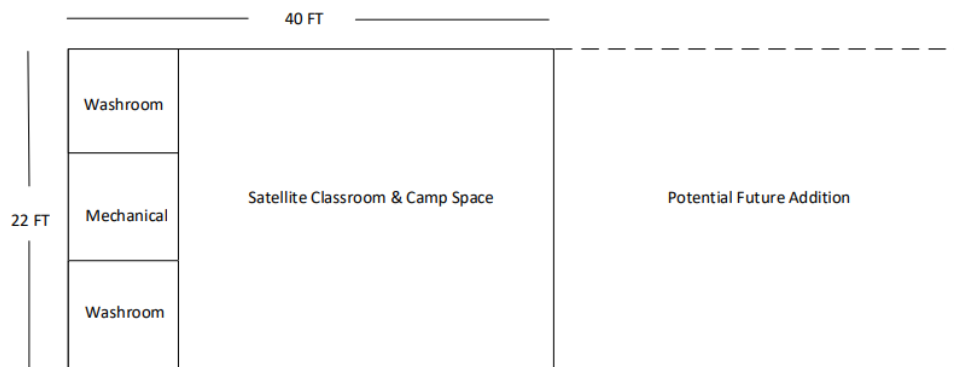 40 FT
Washroom
Satellite Classroom & Camp Space
Potential Future Addition
Mechanical
22 FT
Washroom